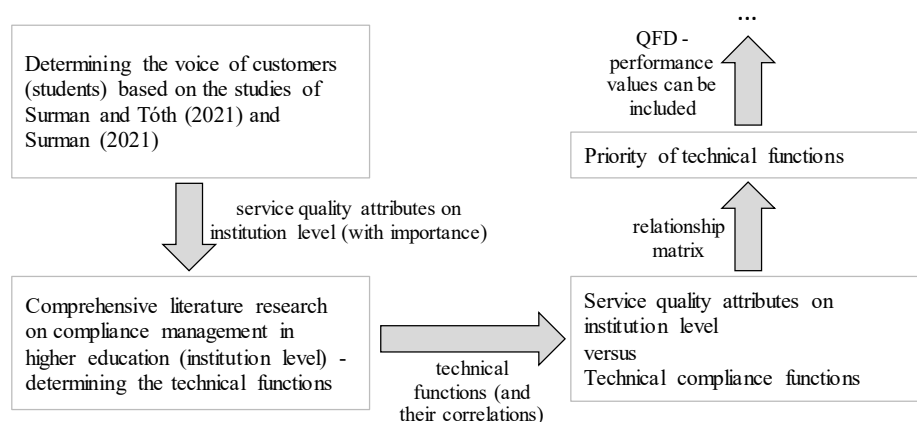 Determining the voice of customers
(students) based on the studies of
Surman and Tóth (2021) and
Surman (2021)
service quality attributes on
institution level (with importance)
Comprehensive literature research
on compliance management in
higher education (institution level) -
determining the technical functions
technical
functions (and
their correlations)
Service quality attributes on
institution level
versus
Technical compliance functions
relationship
matrix
Priority of technical functions
QFD -
performance
values can be
included
...